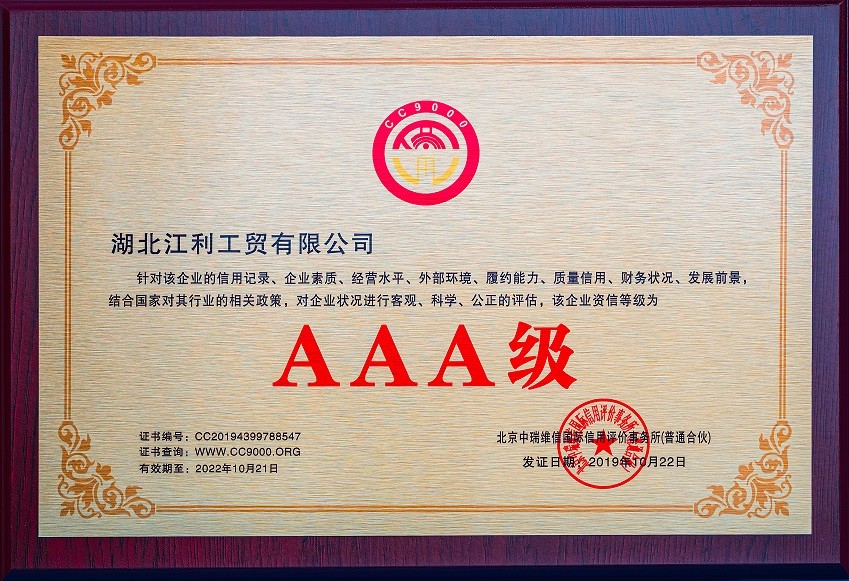 CC9000
信用
湖北江利工贸有限公司
针对该企业的信用记录、企业素质、经营水平、外部环境、履约能力、质量信用、财务状况、发展前景，
结合国家对其行业的相关政策，对企业状况进行客观、科学、公正的评估，该企业资信等级为
AAA级
证书编号：CC20194399788547
证书查询：WWW.CC9000.ORG
有效期至：2022年10月21日
北京中瑞维信国际信用评价事务所(普通合伙)
发证日期：2019年10月22日